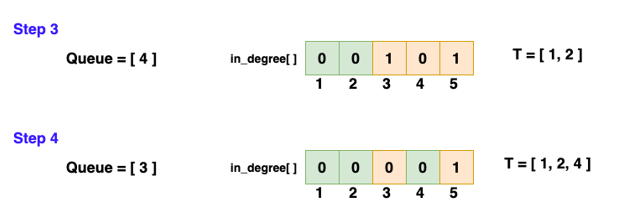 Step 3
Queue = [ 4 ] in_degree[ ] 0 0 1 0 1 T = [ 1, 2 ]
1 2 3 4 5
Step 4
Queue = [ 3 ] in_degree[ ] 0 0 0 0 1 T = [ 1, 2, 4 ]
1 2 3 4 5